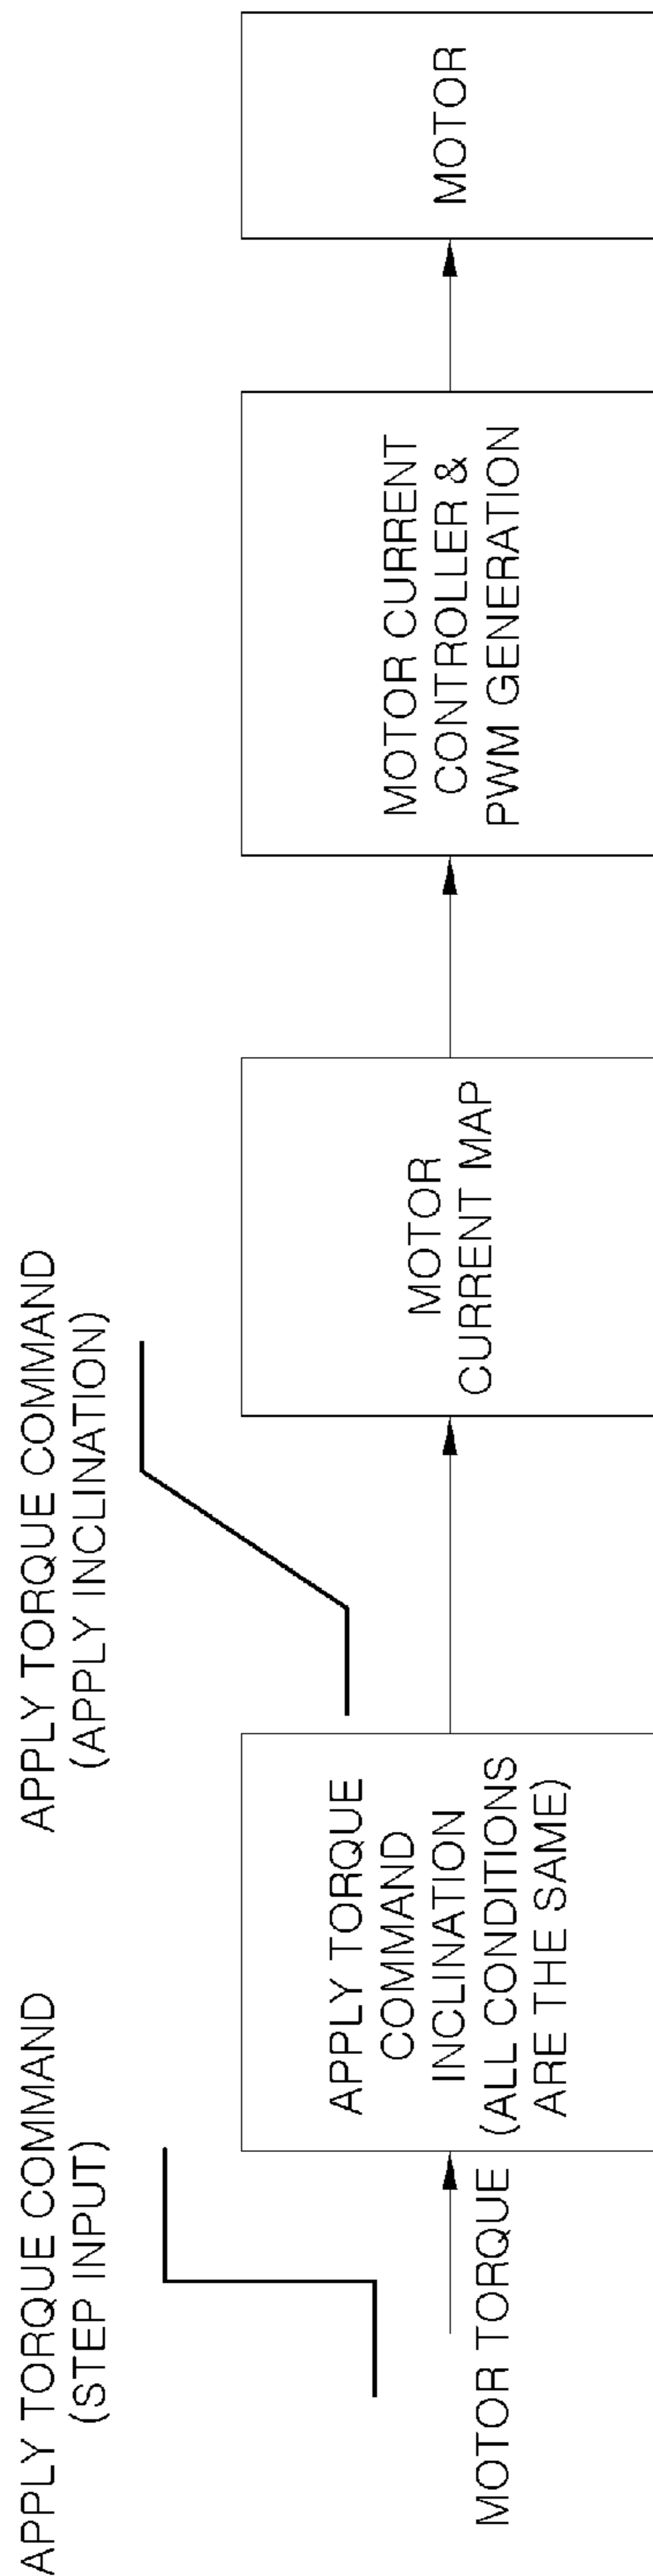 APPLY TORQUE COMMAND
(STEP INPUT)
APPLY TORQUE COMMAND
(APPLY INCLINATION)
MOTOR TORQUE
APPLY TORQUE
COMMAND
INCLINATION
(ALL CONDITIONS
ARE THE SAME)
MOTOR
CURRENT MAP
MOTOR CURRENT
CONTROLLER &
PWM GENERATION
MOTOR